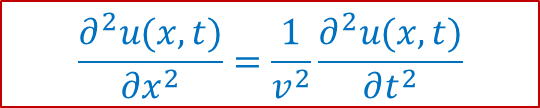 ∂²u(x, t)/∂x² = 1/v² ∂²u(x, t)/∂t²